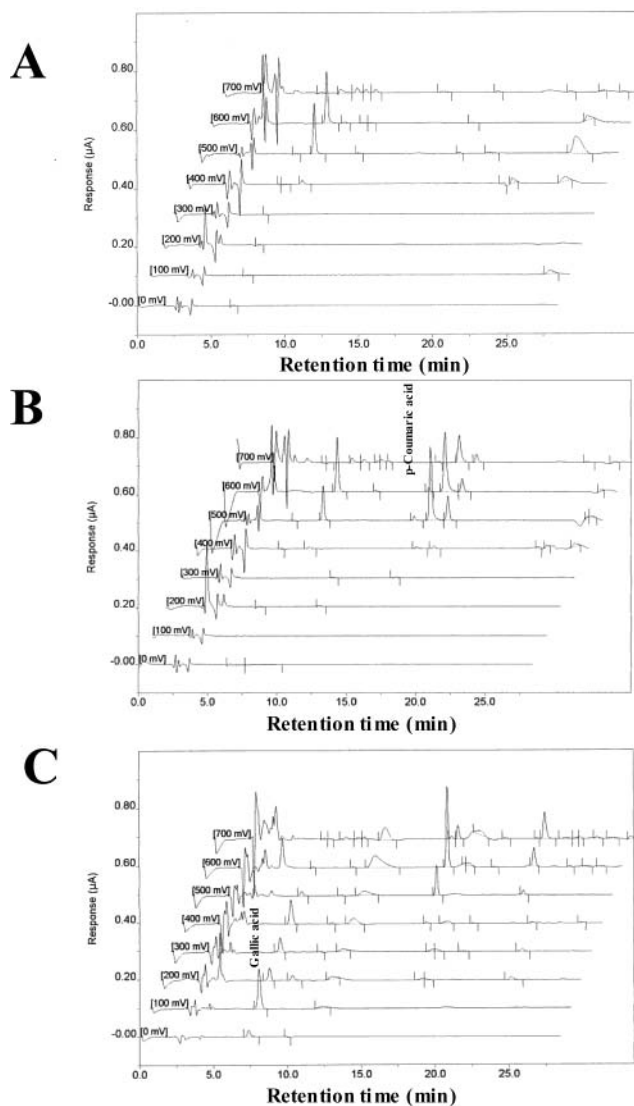 A
Response (µA)
0.80
[700 mV]
[600 mV]
0.60
[500 mV]
[400 mV]
0.40
[300 mV]
0.20
[200 mV]
[100 mV]
-0.00
[0 mV]
0.0 5.0 10.0 15.0 20.0 25.0
Retention time (min)
B
p-Coumaric acid
Response (µA)
0.80
[700 mV]
[600 mV]
0.60
[500 mV]
[400 mV]
0.40
[300 mV]
0.20
[200 mV]
[100 mV]
-0.00
[0 mV]
0.0 5.0 10.0 15.0 20.0 25.0
Retention time (min)
C
Response (µA)
0.80
[700 mV]
[600 mV]
0.60
[500 mV]
[400 mV]
0.40
Gallic acid
[300 mV]
0.20
[200 mV]
[100 mV]
-0.00
[0 mV]
0.0 5.0 10.0 15.0 20.0 25.0
Retention time (min)